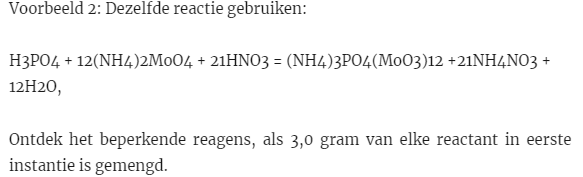 Voorbeeld 2: Dezelfde reactie gebruiken:
H3PO4 + 12(NH4)2MoO4 + 21HNO3 = (NH4)3PO4(MoO3)12 +21NH4NO3 +
12H2O,
Ontdek het beperkende reagens, als 3,0 gram van elke reactant in eerste
instantie is gemengd.